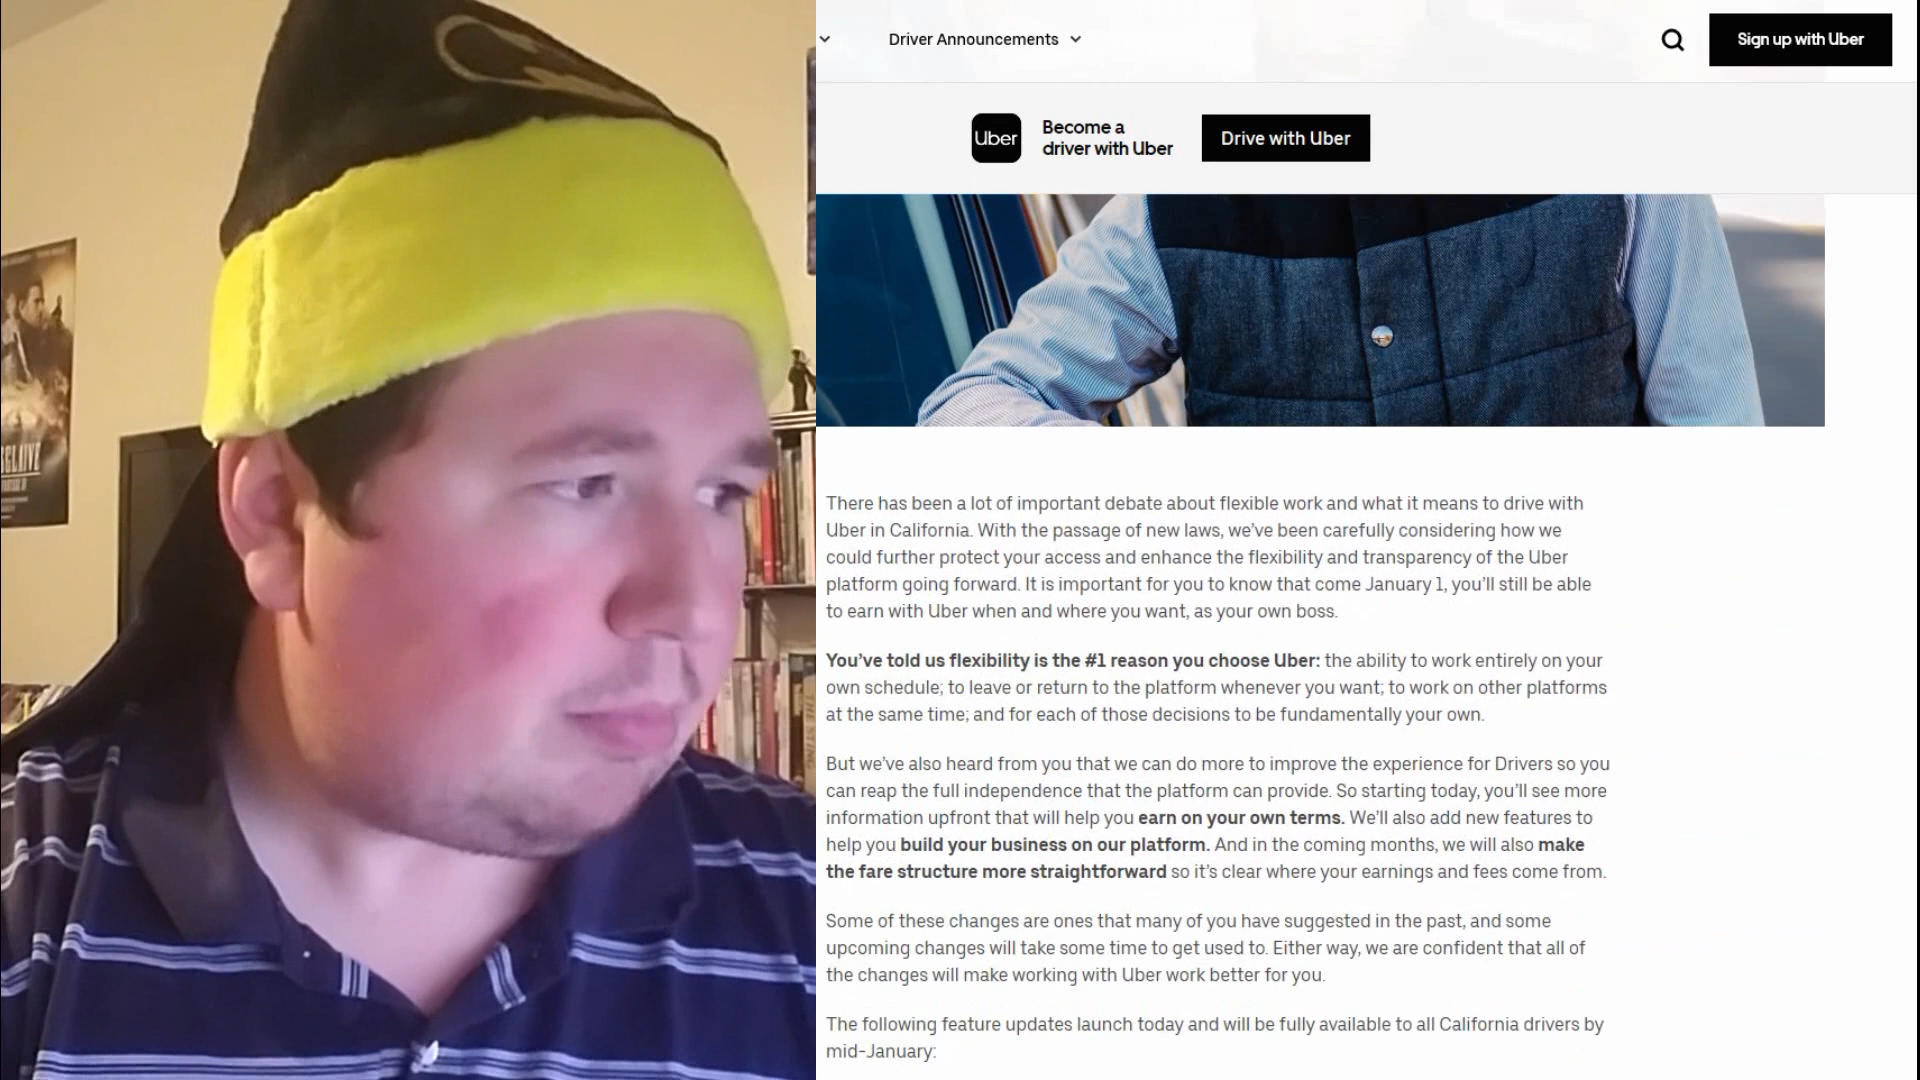 Driver Announcements
Sign up with Uber
Uber
Become a
driver with Uber
Drive with Uber
There has been a lot of important debate about flexible work and what it means to drive with
Uber in California. With the passage of new laws, we've been carefully considering how we
could further protect your access and enhance the flexibility and transparency of the Uber
platform going forward. It is important for you to know that come January 1, you'll still be able
to earn with Uber when and where you want, as your own boss.
You've told us flexibility is the #1 reason you choose Uber: the ability to work entirely on your
own schedule; to leave or return to the platform whenever you want; to work on other platforms
at the same time; and for each of those decisions to be fundamentally your own.
But we've also heard from you that we can do more to improve the experience for Drivers so you
can reap the full independence that the platform can provide. So starting today, you'll see more
information upfront that will help you earn on your own terms. We'll also add new features to
help you build your business on our platform. And in the coming months, we will also make
the fare structure more straightforward so it's clear where your earnings and fees come from.
Some of these changes are ones that many of you have suggested in the past, and some
upcoming changes will take some time to get used to. Either way, we are confident that all of
the changes will make working with Uber work better for you.
The following feature updates launch today and will be fully available to all California drivers by
mid-January: